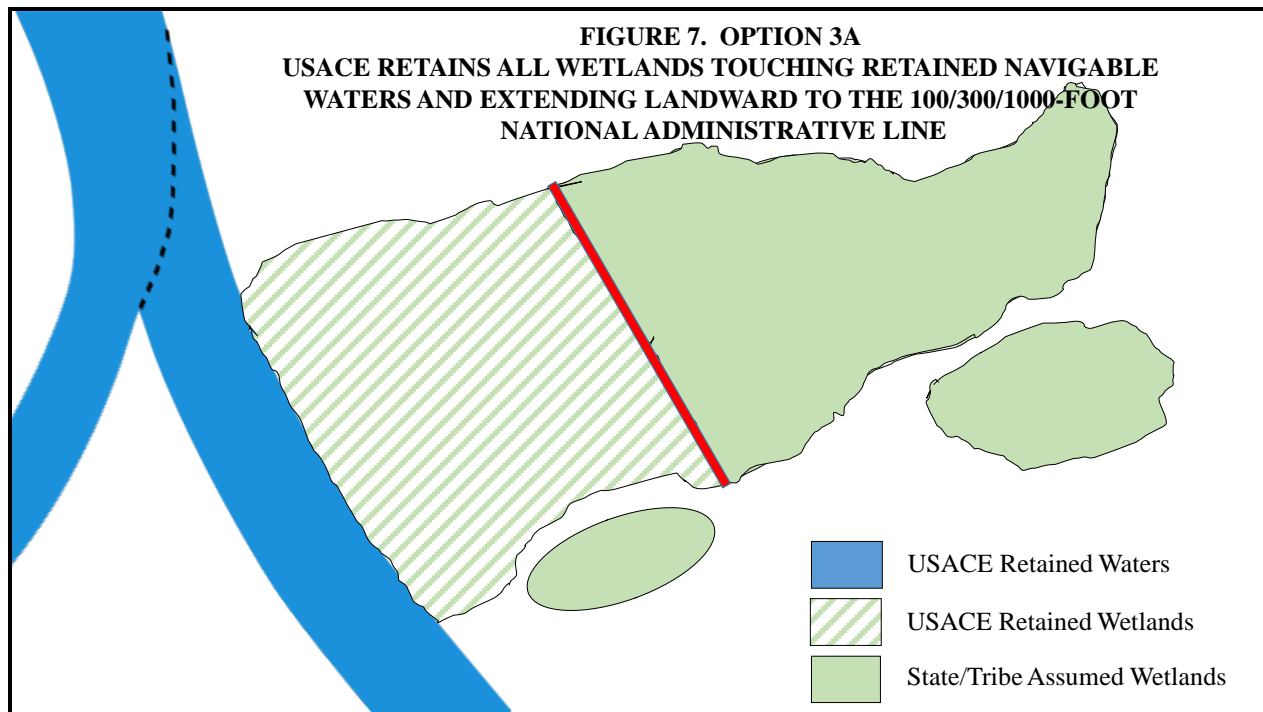 FIGURE 7. OPTION 3A
USACE RETAINS ALL WETLANDS TOUCHING RETAINED NAVIGABLE
WATERS AND EXTENDING LANDWARD TO THE 100/300/1000-FOOT
NATIONAL ADMINISTRATIVE LINE
USACE Retained Waters
USACE Retained Wetlands
State/Tribe Assumed Wetlands